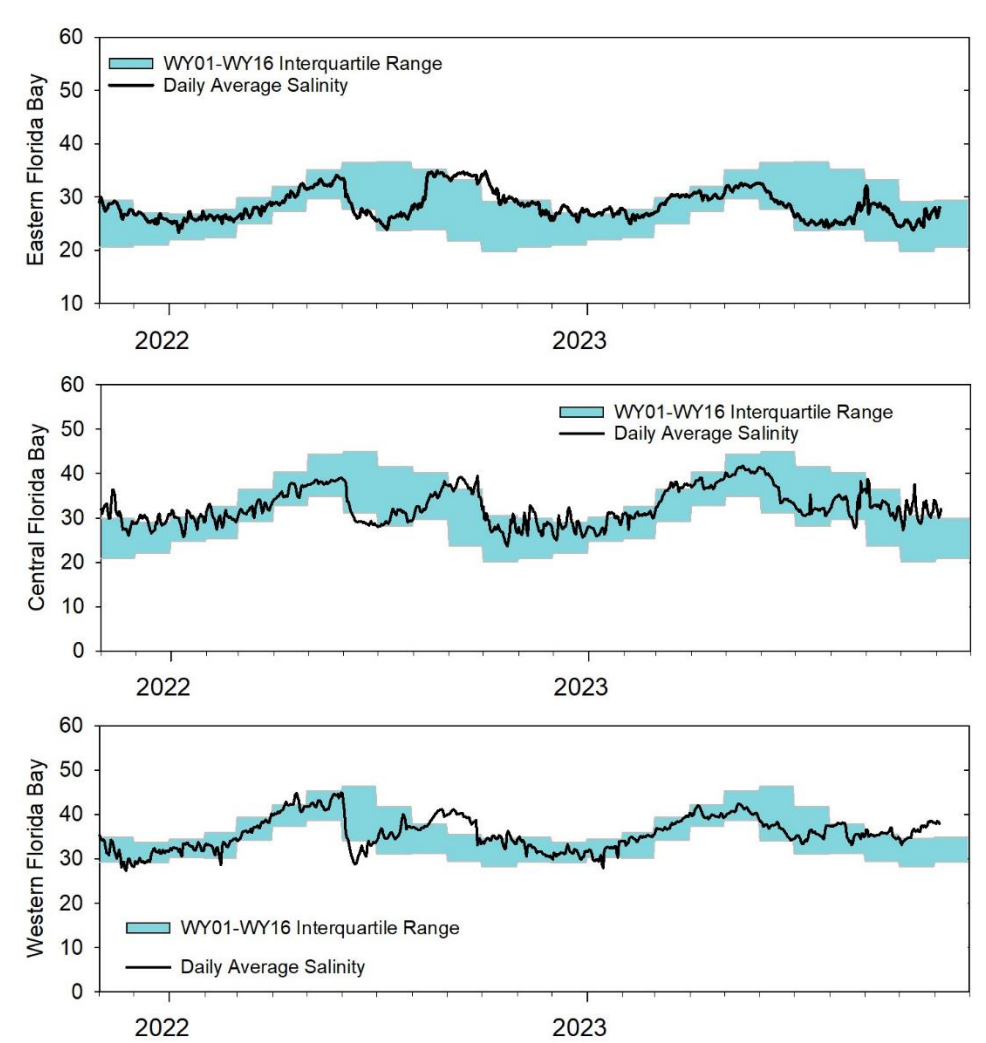 60
WY01-WY16 Interquartile Range
50
Daily Average Salinity
40
30
20
10
Eastern Florida Bay
2022 2023
60
50
WY01-WY16 Interquartile Range
Daily Average Salinity
40
30
20
10
0
Central Florida Bay
2022 2023
60
50
40
30
20
WY01-WY16 Interquartile Range
10
Daily Average Salinity
0
Western Florida Bay
2022 2023